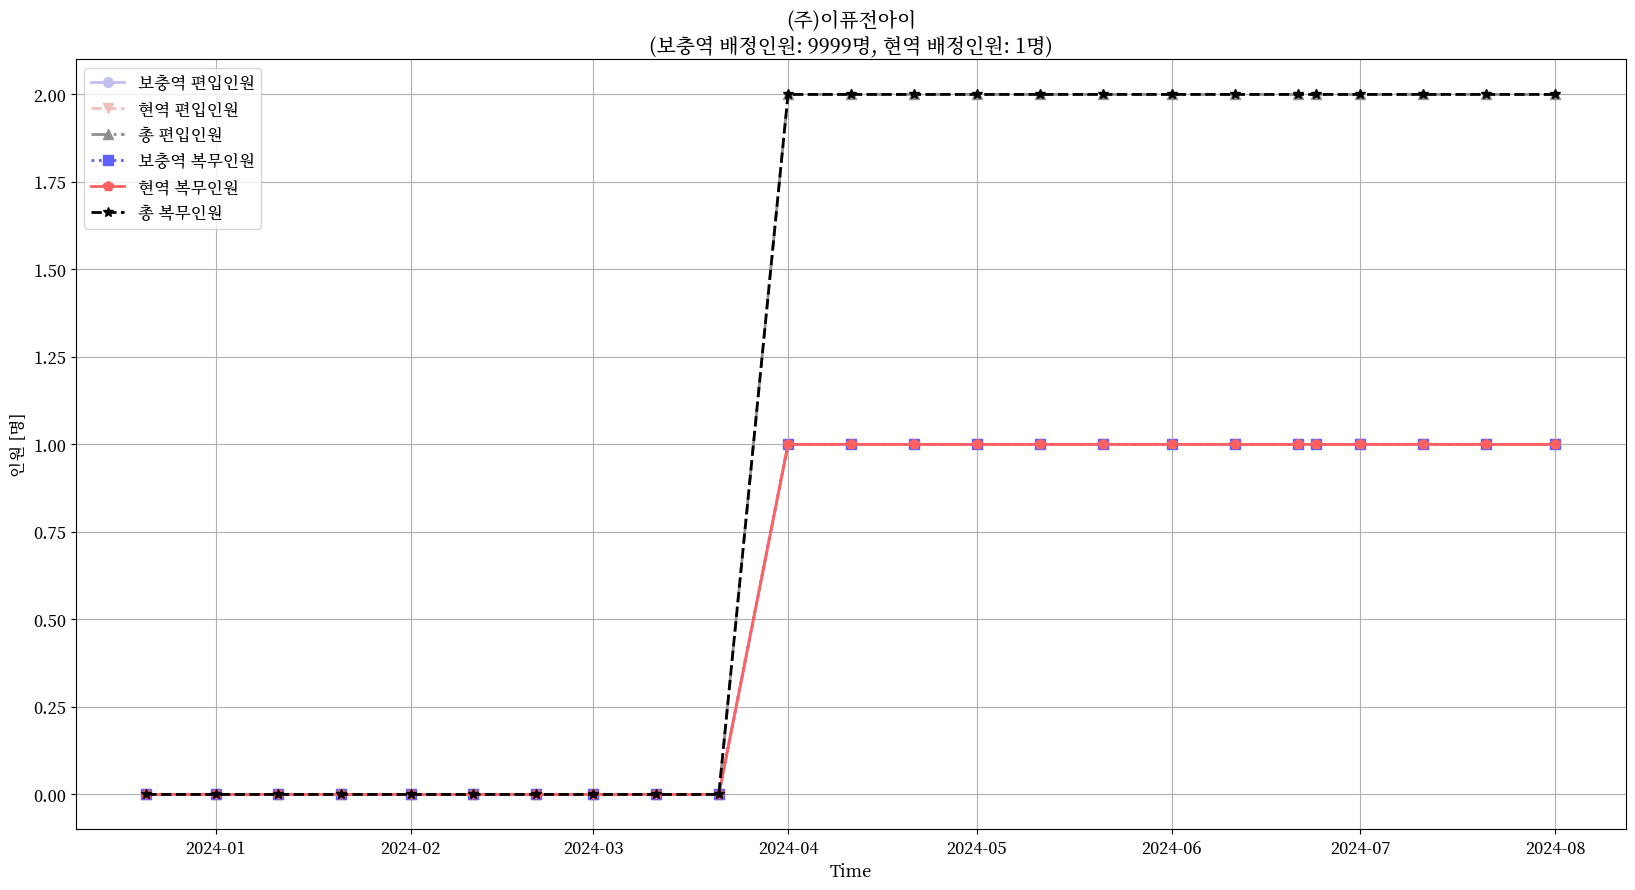 (주)이퓨전아이
(보충역 배정인원: 9999명, 현역 배정인원: 1명)
보충역 편입인원
현역 편입인원
총 편입인원
보충역 복무인원
현역 복무인원
총 복무인원
2.00
1.75
1.50
1.25
1.00
0.75
0.50
0.25
0.00
인원 [명]
2024-01
2024-02
2024-03
2024-04
2024-05
2024-06
2024-07
2024-08
Time